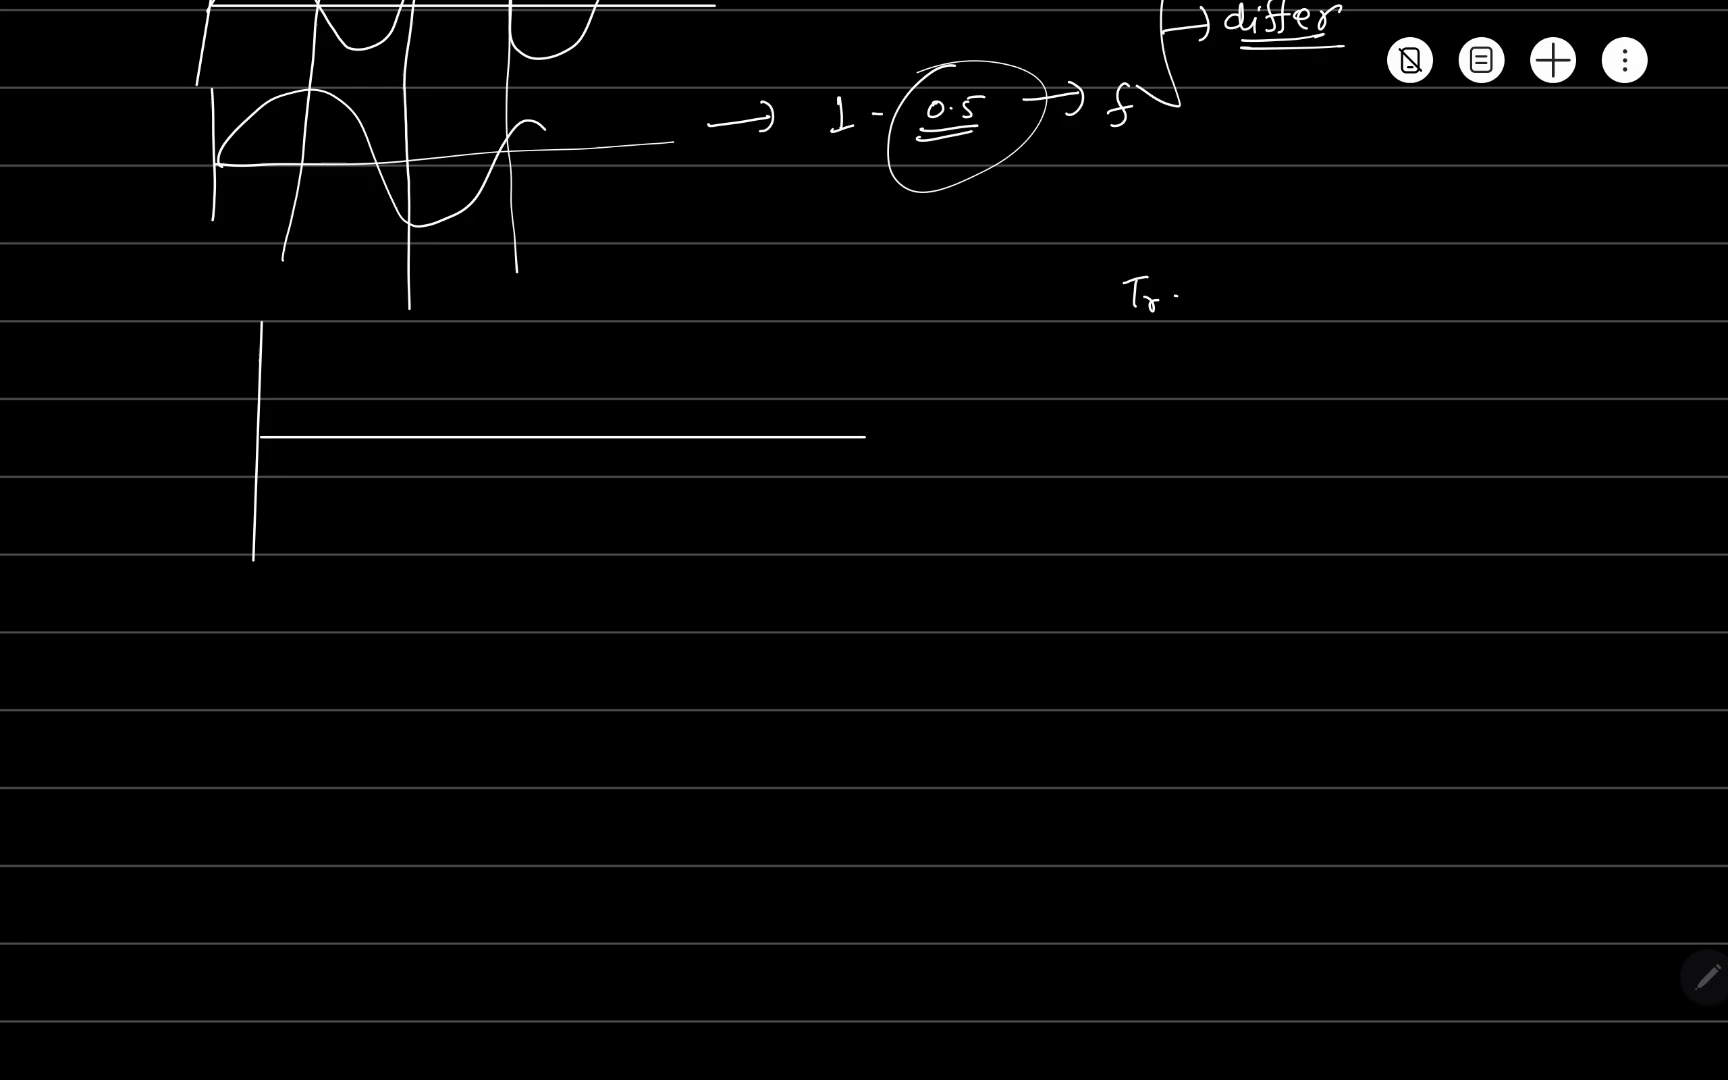 → differ
→ 1 - 0.5 → f
Tr.